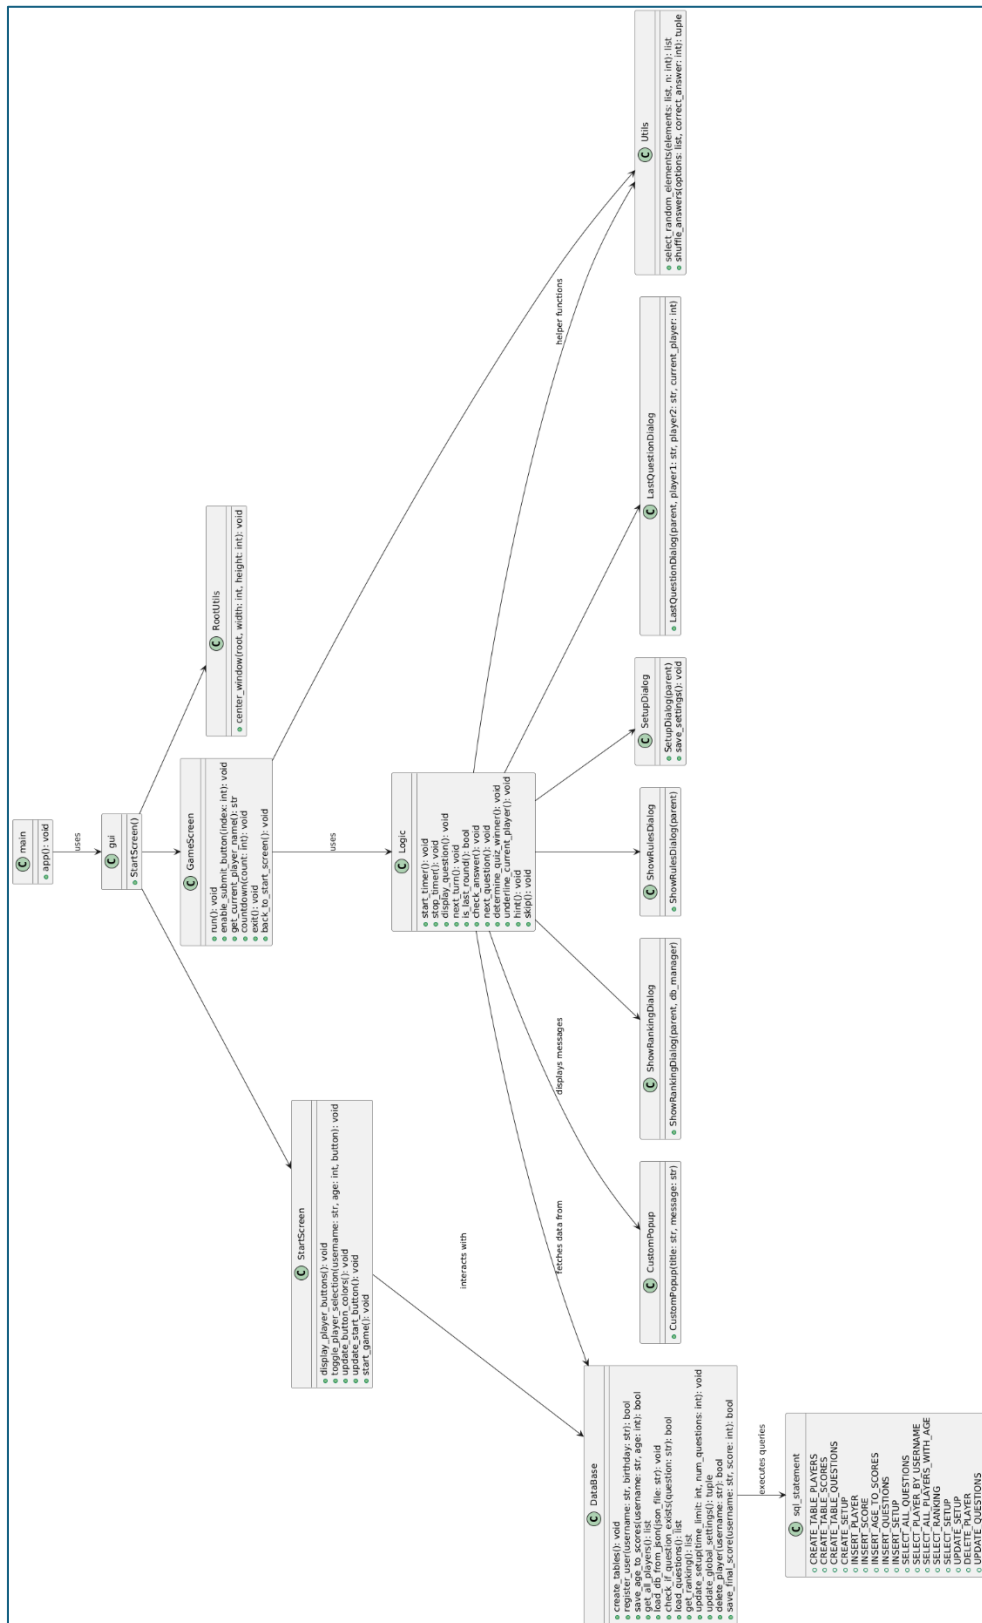 C main
app(): void
uses
C gui
StartScreen()
C RootUtils
center_window(root, width: int, height: int): void
C GameScreen
run(): void
enable_submit_button(index: int): void
get_current_player_name(): str
countdown(count: int): void
exit(): void
back_to_start_screen(): void
C StartScreen
display_player_buttons(): void
toggle_player_selection(username: str, age: int, button): void
update_button_colors(): void
update_start_button(): void
start_game(): void
uses
C Logic
start_timer(): void
stop_timer(): void
display_question(): void
next_turn(): void
is_last_round(): bool
check_answer(): void
next_question(): void
determine_quiz_winner(): void
underline_current_player(): void
hint(): void
skip(): void
interacts with
fetches data from
displays messages
helper functions
C DataBase
create_tables(): void
register_user(username: str, birthday: str): bool
save_age_to_scores(username: str, age: int): bool
get_all_players(): list
load_db_from_json(json_file: str): void
check_if_question_exists(question: str): bool
load_questions(): list
get_ranking(): list
update_setup(time_limit: int, num_questions: int): void
update_global_settings(): tuple
delete_player(username: str): bool
save_final_score(username: str, score: int): bool
C CustomPopup
CustomPopup(title: str, message: str)
C ShowRankingDialog
ShowRankingDialog(parent, db_manager)
C ShowRulesDialog
ShowRulesDialog(parent)
C SetupDialog
SetupDialog(parent)
save_settings(): void
C LastQuestionDialog
LastQuestionDialog(parent, player1: str, player2: str, current_player: int)
C Utils
select_random_elements(elements: list, n: int): list
shuffle_answers(options: list, correct_answer: int): tuple
executes queries
C sql_statement
CREATE_TABLE_PLAYERS
CREATE_TABLE_SCORES
CREATE_TABLE_QUESTIONS
CREATE_SETUP
INSERT_PLAYER
INSERT_SCORE
INSERT_AGE_TO_SCORES
INSERT_QUESTIONS
INSERT_SETUP
SELECT_ALL_QUESTIONS
SELECT_PLAYER_BY_USERNAME
SELECT_ALL_PLAYERS_WITH_AGE
SELECT_RANKING
SELECT_SETUP
UPDATE_SETUP
DELETE_PLAYER
UPDATE_QUESTIONS